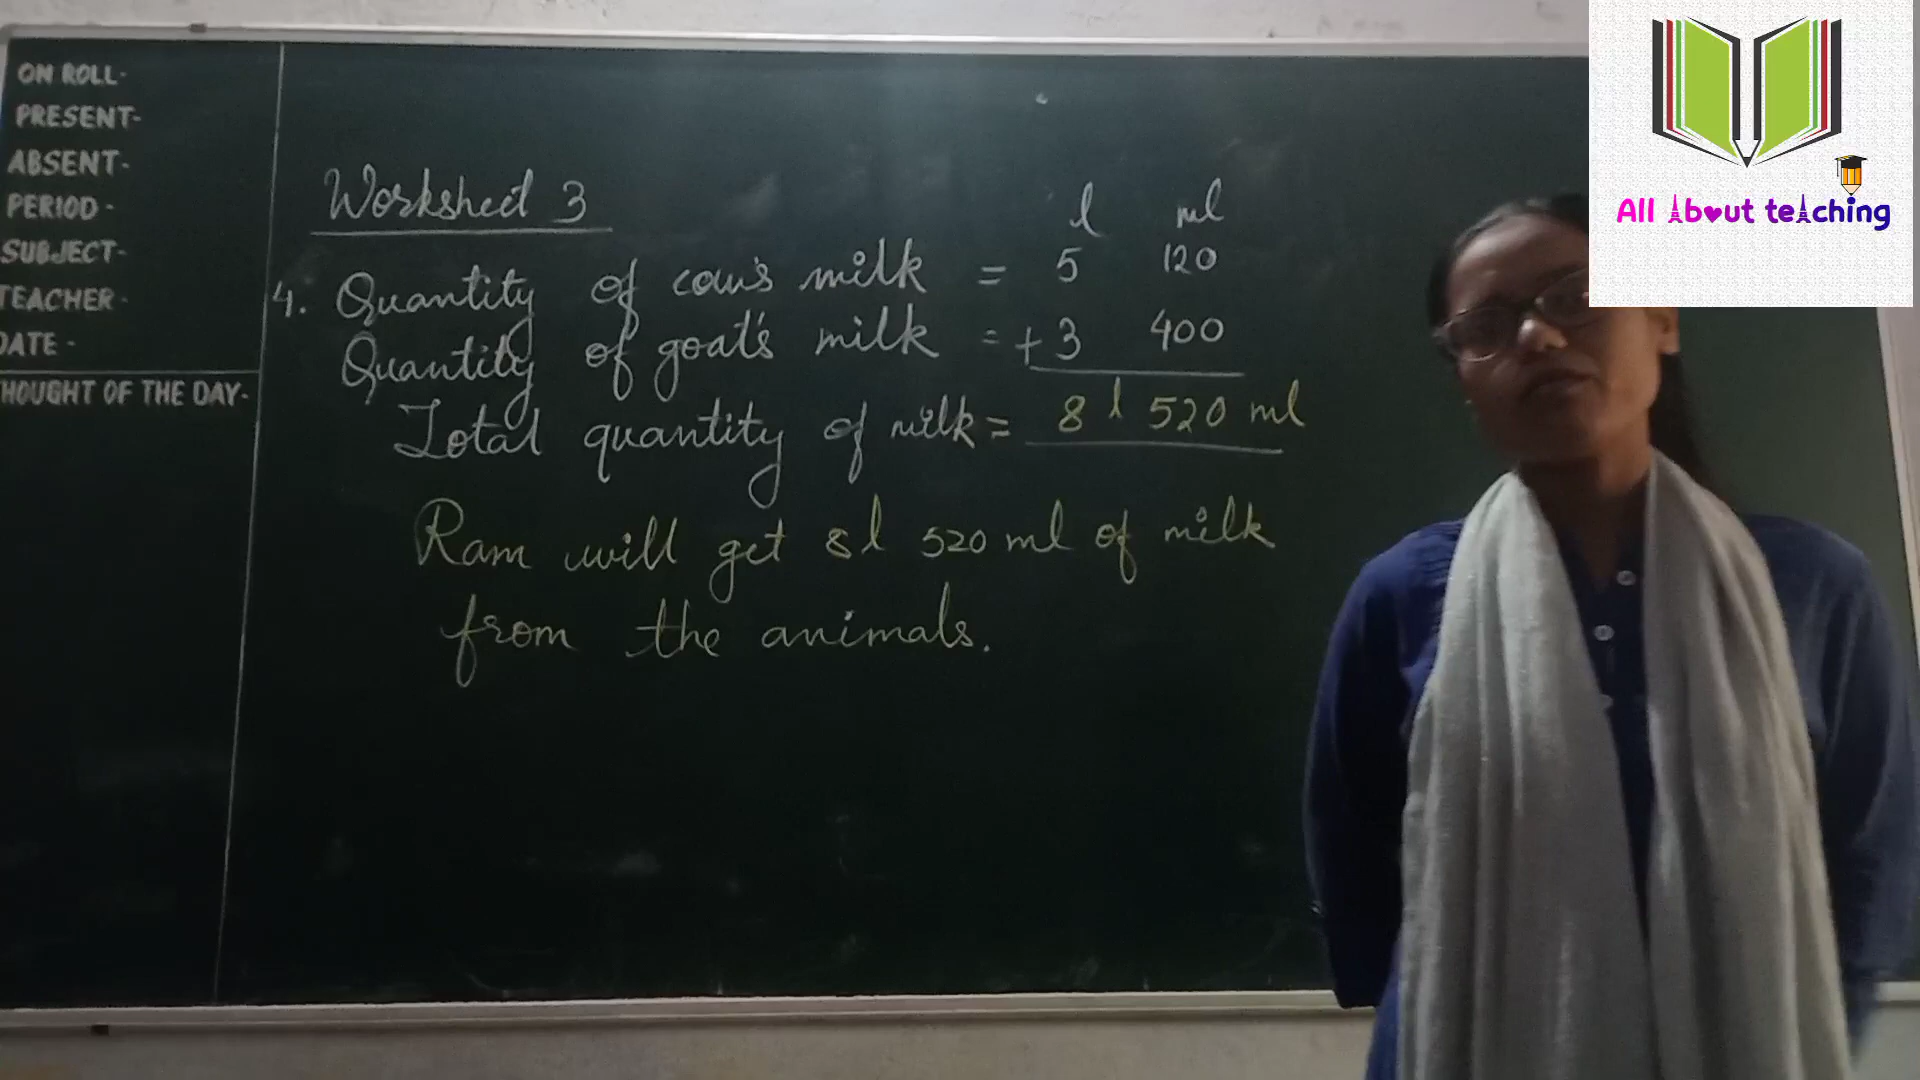 ON ROLL-
PRESENT-
ABSENT-
PERIOD-
SUBJECT-
TEACHER-
DATE-
THOUGHT OF THE DAY-
Worksheet 3
l ml
4. Quantity of cow's milk = 5 120
Quantity of goat's milk = + 3 400
Total quantity of milk = 8 l 520 ml
Ram will get 8 l 520 ml of milk
from the animals.
All About teaching